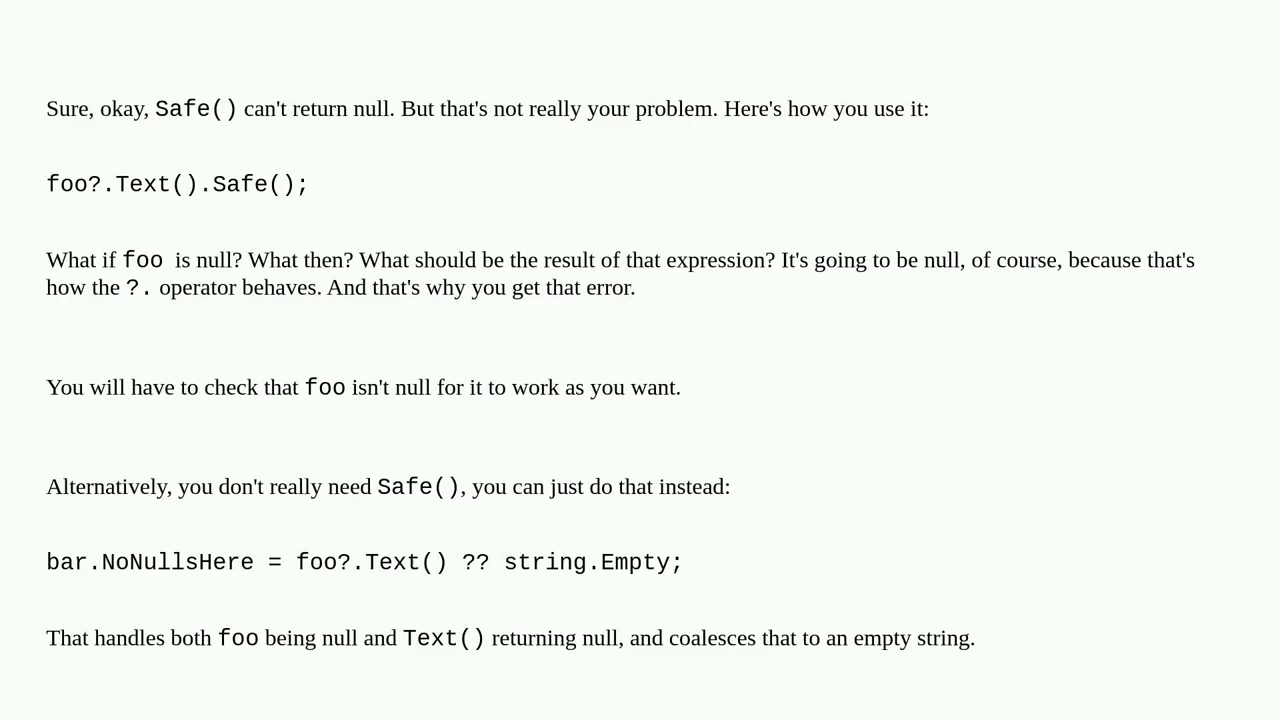 Sure, okay, Safe() can't return null. But that's not really your problem. Here's how you use it:
foo?.Text().Safe();
What if foo is null? What then? What should be the result of that expression? It's going to be null, of course, because that's
how the ?. operator behaves. And that's why you get that error.
You will have to check that foo isn't null for it to work as you want.
Alternatively, you don't really need Safe(), you can just do that instead:
bar.NoNullsHere = foo?.Text() ?? string.Empty;
That handles both foo being null and Text() returning null, and coalesces that to an empty string.